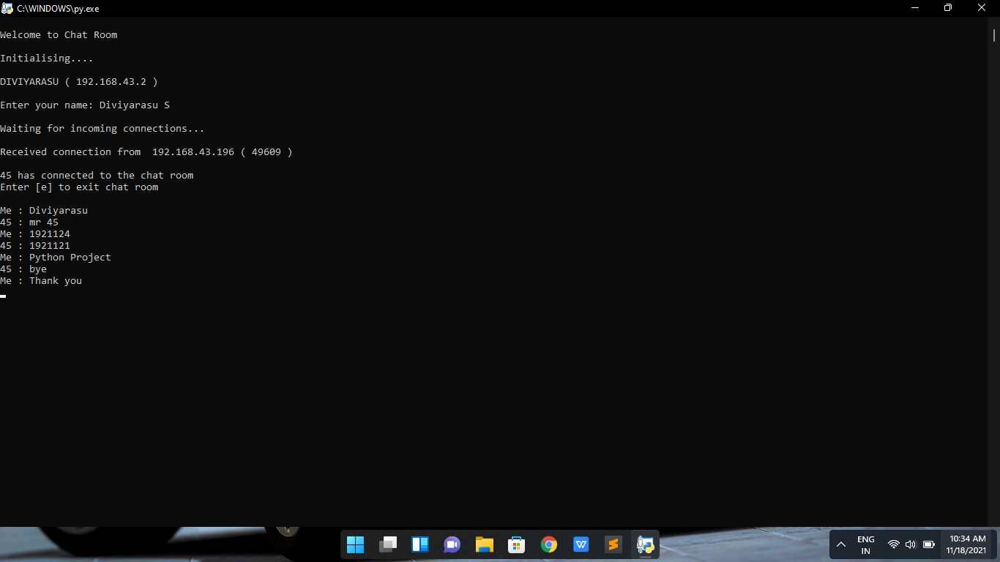 C:\WINDOWS\py.exe
Welcome to Chat Room
Initialising....
DIVIYARASU ( 192.168.43.2 )
Enter your name: Diviyarasu S
Waiting for incoming connections...
Received connection from  192.168.43.196 ( 49609 )
45 has connected to the chat room
Enter [e] to exit chat room
Me : Diviyarasu
45 : mr 45
Me : 1921124
45 : 1921121
Me : Python Project
45 : bye
Me : Thank you
ENG
IN
10:34 AM
11/18/2021